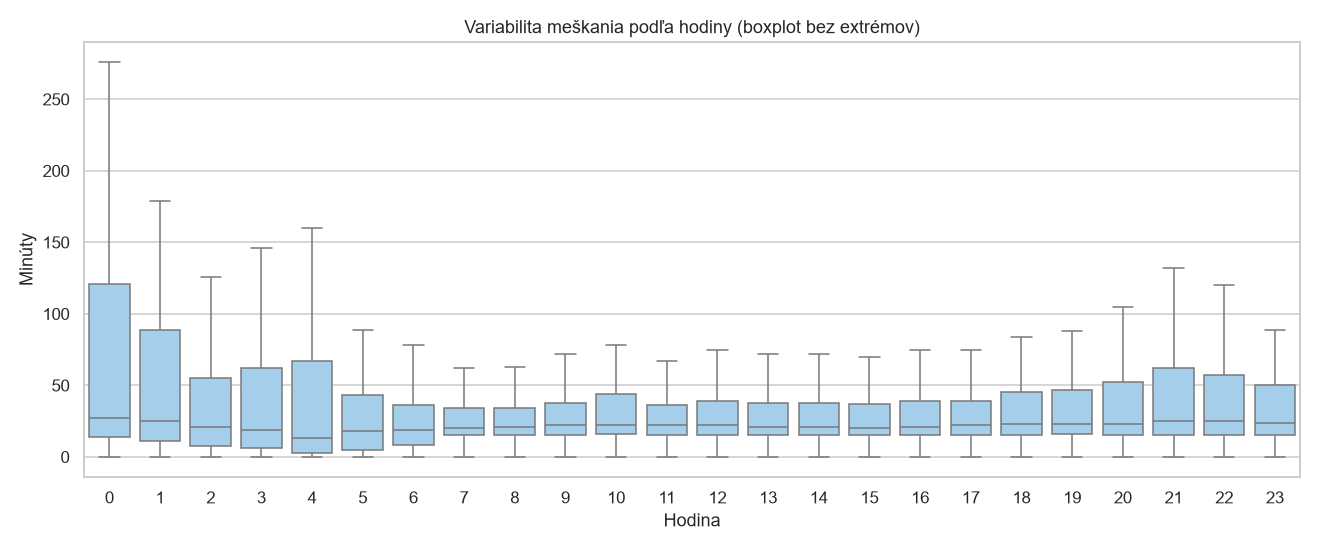 Variabilita meškania podľa hodiny (boxplot bez extrémov)
Minúty
250
200
150
100
50
0
0 1 2 3 4 5 6 7 8 9 10 11 12 13 14 15 16 17 18 19 20 21 22 23
Hodina